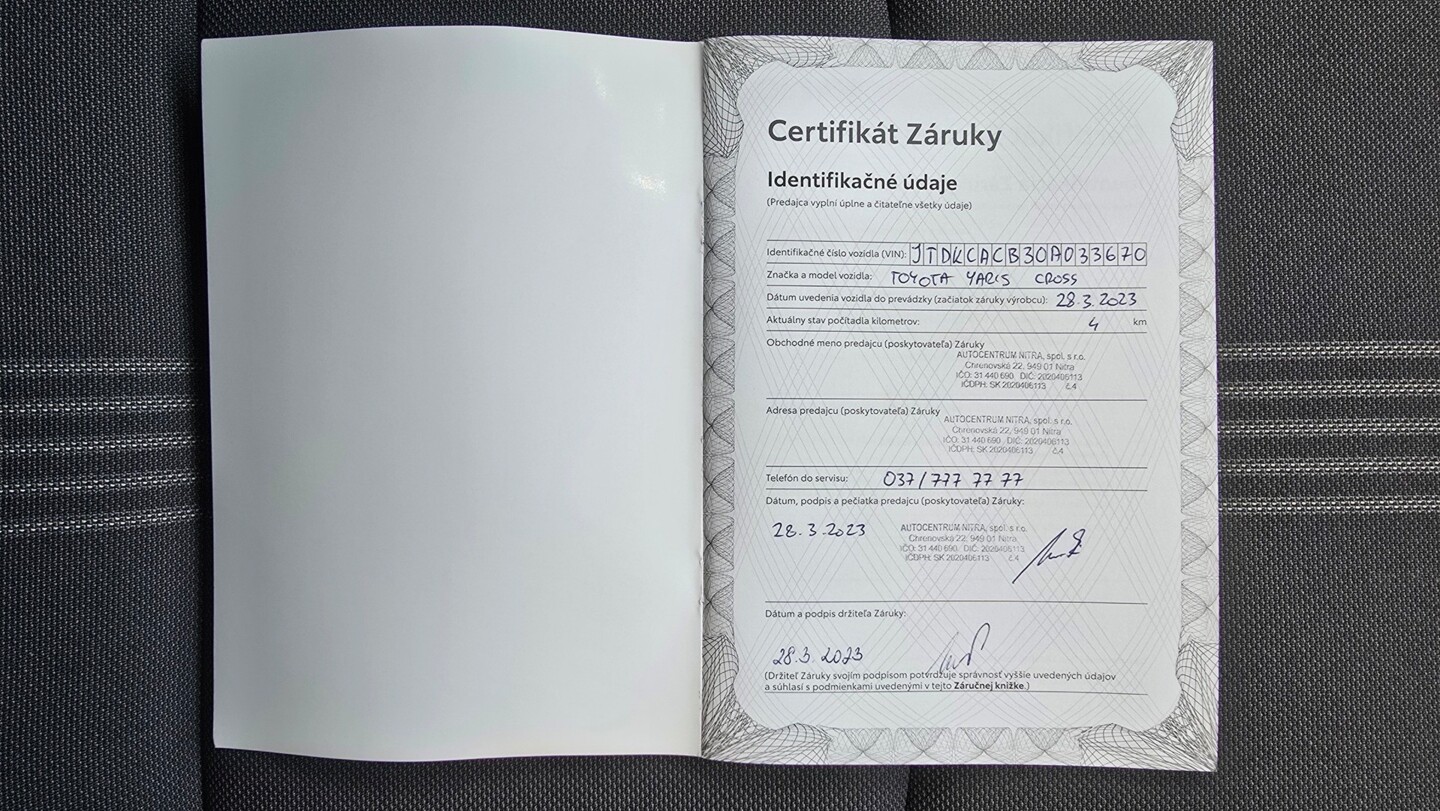 Certifikát Záruky
Identifikačné údaje
(Predajca vyplní úplne a čitateľne všetky údaje)
Identifikačné číslo vozidla (VIN): JTDKCACB30A033670
Značka a model vozidla: TOYOTA YARIS CROSS
Dátum uvedenia vozidla do prevádzky (začiatok záruky výrobcu): 28.3.2023
Aktuálny stav počítadla kilometrov: 4 km
Obchodné meno predajcu (poskytovateľa) Záruky
AUTOCENTRUM NITRA, spol. s r.o.
Chrenovská 22, 949 01 Nitra
IČO: 31 440 690 DIČ: 2020406113
IČDPH: SK 2020406113 č.4
Adresa predajcu (poskytovateľa) Záruky
AUTOCENTRUM NITRA, spol. s r.o.
Chrenovská 22, 949 01 Nitra
IČO: 31 440 690 DIČ: 2020406113
IČDPH: SK 2020406113 č.4
Telefón do servisu: 037/777 77 77
Dátum, podpis a pečiatka predajcu (poskytovateľa) Záruky:
28.3.2023
AUTOCENTRUM NITRA, spol. s r.o.
Chrenovská 22, 949 01 Nitra
IČO: 31 440 690 DIČ: 2020406113
IČDPH: SK 2020406113 č.4
Dátum a podpis držiteľa Záruky:
28.3.2023
(Držiteľ Záruky svojím podpisom potvrdzuje správnosť vyššie uvedených údajov
a súhlasí s podmienkami uvedenými v tejto Záručnej knižke.)